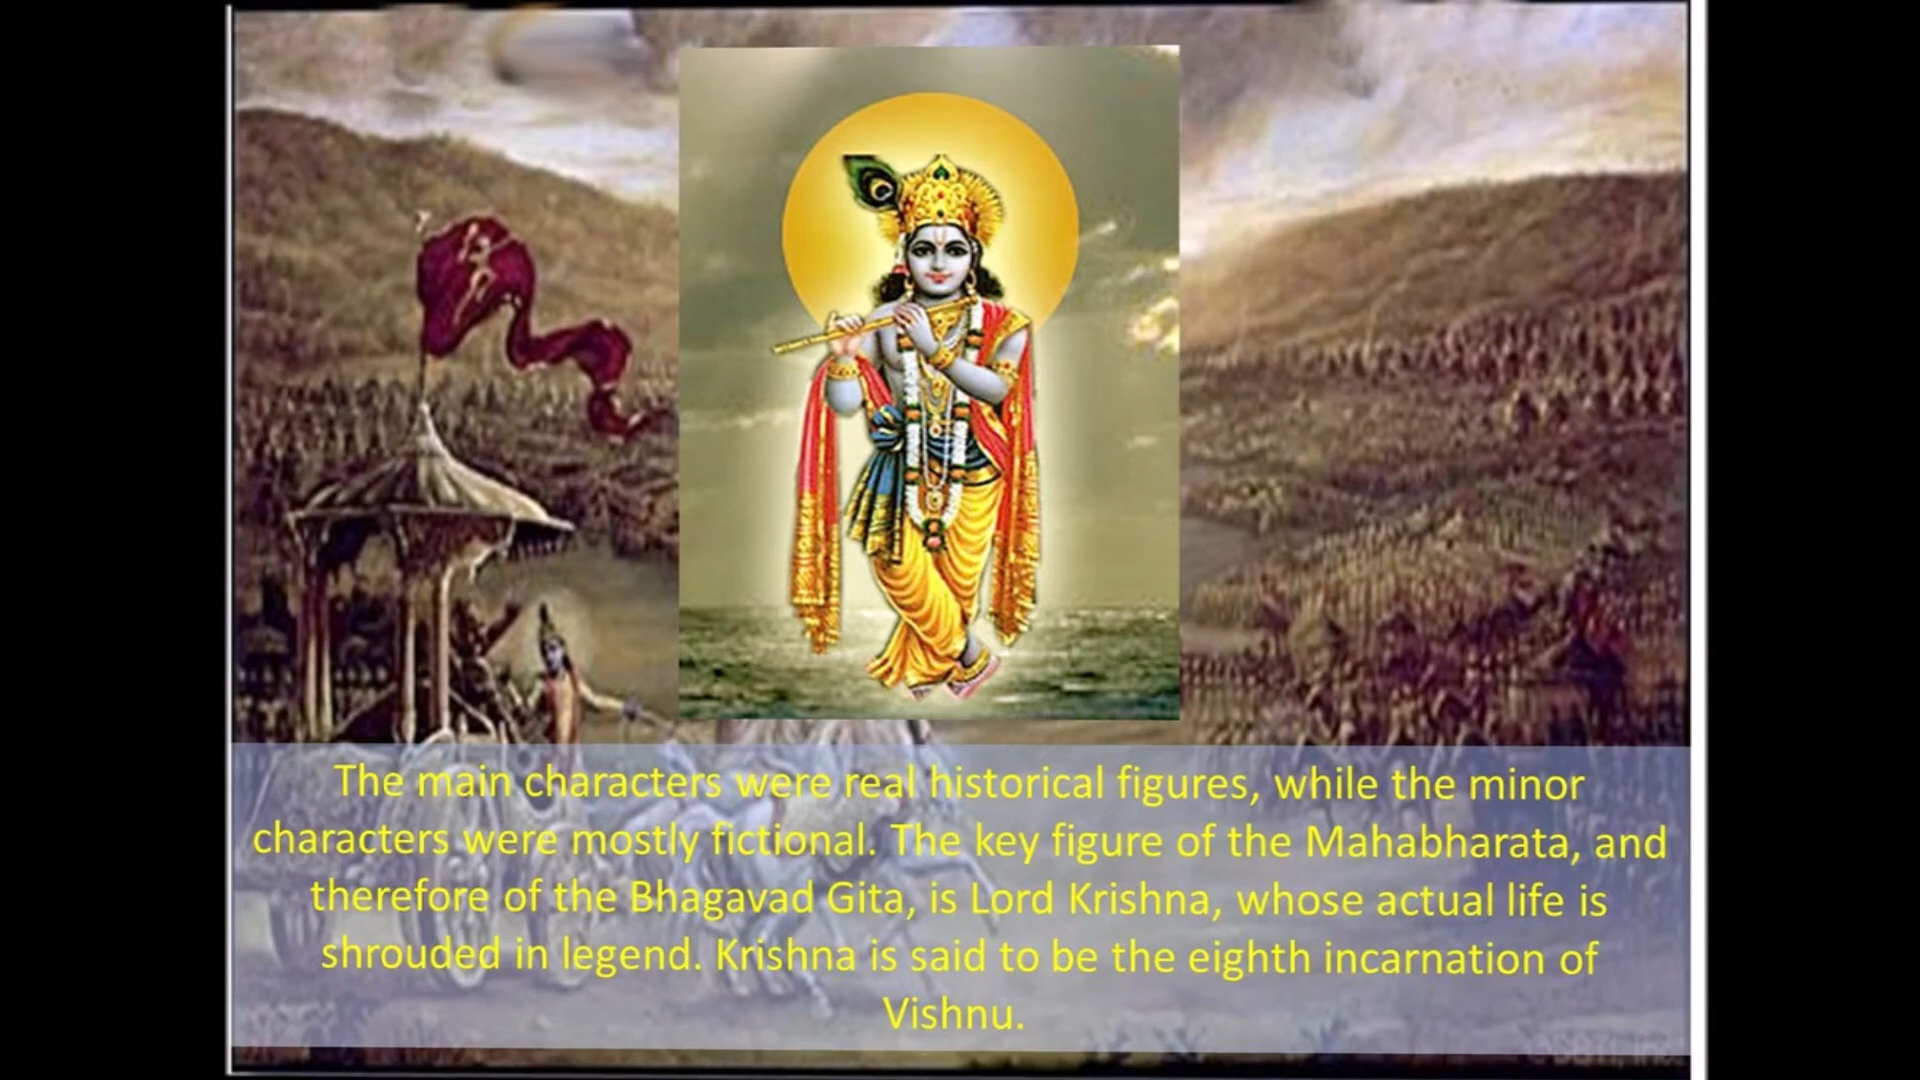 The main characters were real historical figures, while the minor
characters were mostly fictional. The key figure of the Mahabharata, and
therefore of the Bhagavad Gita, is Lord Krishna, whose actual life is
shrouded in legend. Krishna is said to be the eighth incarnation of
Vishnu.